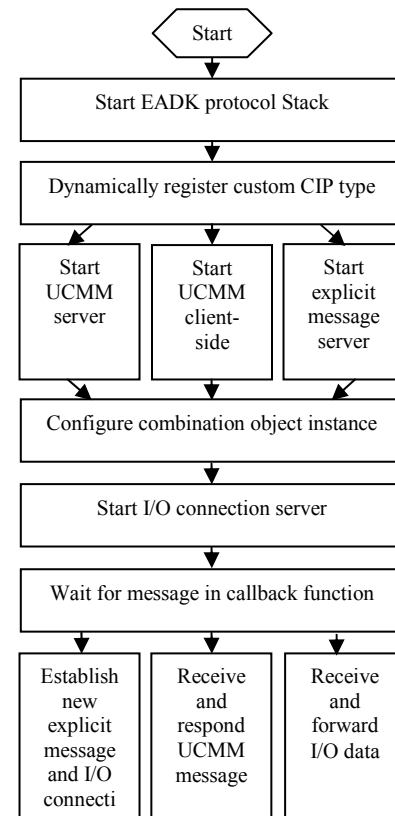 Start
Start EADK protocol Stack
Dynamically register custom CIP type
Start
UCMM
server
Start
UCMM
client-
side
Start
explicit
message
server
Configure combination object instance
Start I/O connection server
Wait for message in callback function
Establish
new
explicit
message
and I/O
connecti
Receive
and
respond
UCMM
message
Receive
and
forward
I/O data